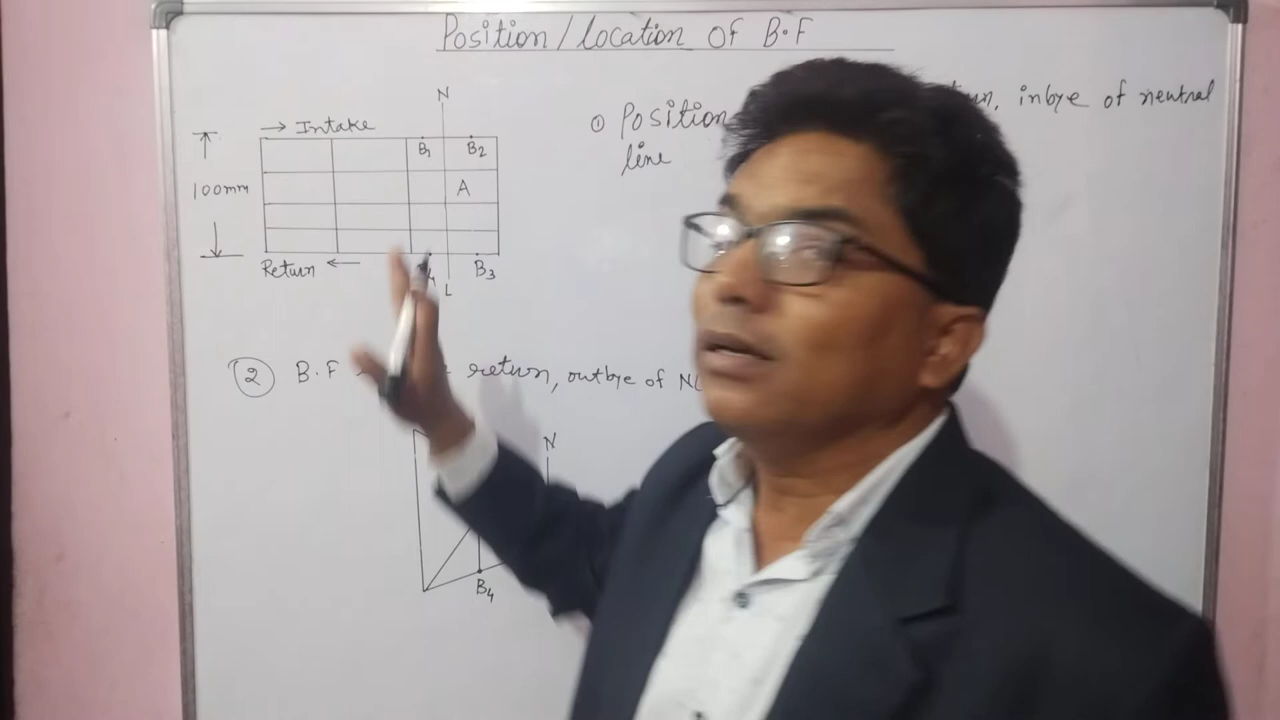 Position/location OF B.F
N
→ Intake
① Position
inbye of neutral
line
B1
B2
100mm
A
Return ←
B3
L
② B.F
return, outbye of NL
N
B4